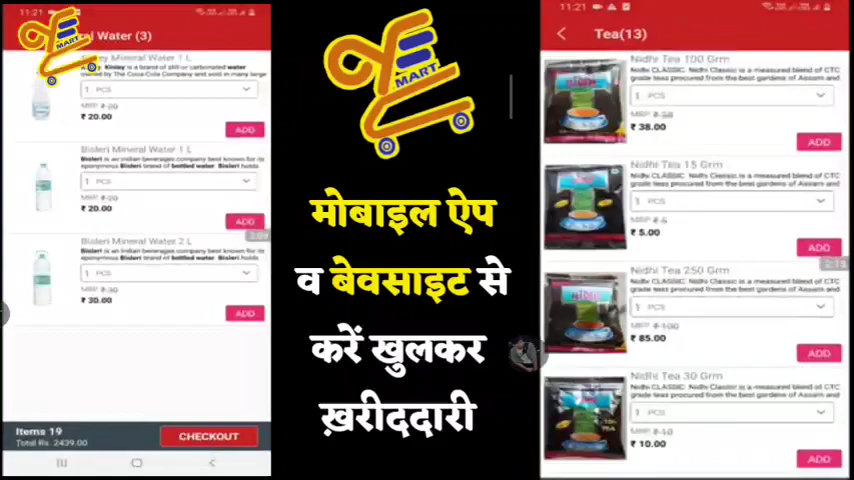 11:21
MART
l Water (3)
Kinley Mineral Water 1 L
Kinley, Kinley is a brand of still or carbonated water
owned by The Coca-Cola Company and sold in many large
1 PCS
MRP ₹ 20
₹ 20.00
ADD
Bisleri Mineral Water 1 L
Bisleri is an Indian beverages company best known for its
eponymous Bisleri brand of bottled water. Bisleri holds
1 PCS
MRP ₹ 20
₹ 20.00
ADD
Bisleri Mineral Water 2 L
Bisleri is an Indian beverages company best known for its
eponymous Bisleri brand of bottled water. Bisleri holds
1 PCS
MRP ₹ 30
₹ 30.00
ADD
Items 19
Total Rs. 2439.00
CHECKOUT
MART
मोबाइल ऐप
व बेवसाइट से
करें खुलकर
ख़रीददारी
11:21
Tea(13)
Nidhi Tea 100 Grm
Nidhi CLASSIC: Nidhi Classic is a measured blend of CTC
grade teas procured from the best gardens of Assam and
1 PCS
MRP ₹ 38
₹ 38.00
ADD
Nidhi Tea 15 Grm
Nidhi CLASSIC: Nidhi Classic is a measured blend of CTC
grade teas procured from the best gardens of Assam and
1 PCS
MRP ₹ 5
₹ 5.00
ADD
2:15
Nidhi Tea 250 Grm
Nidhi CLASSIC: Nidhi Classic is a measured blend of CTC
grade teas procured from the best gardens of Assam and
1 PCS
MRP ₹ 100
₹ 85.00
ADD
Nidhi Tea 30 Grm
Nidhi CLASSIC: Nidhi Classic is a measured blend of CTC
grade teas procured from the best gardens of Assam and
1 PCS
MRP ₹ 10
₹ 10.00
ADD